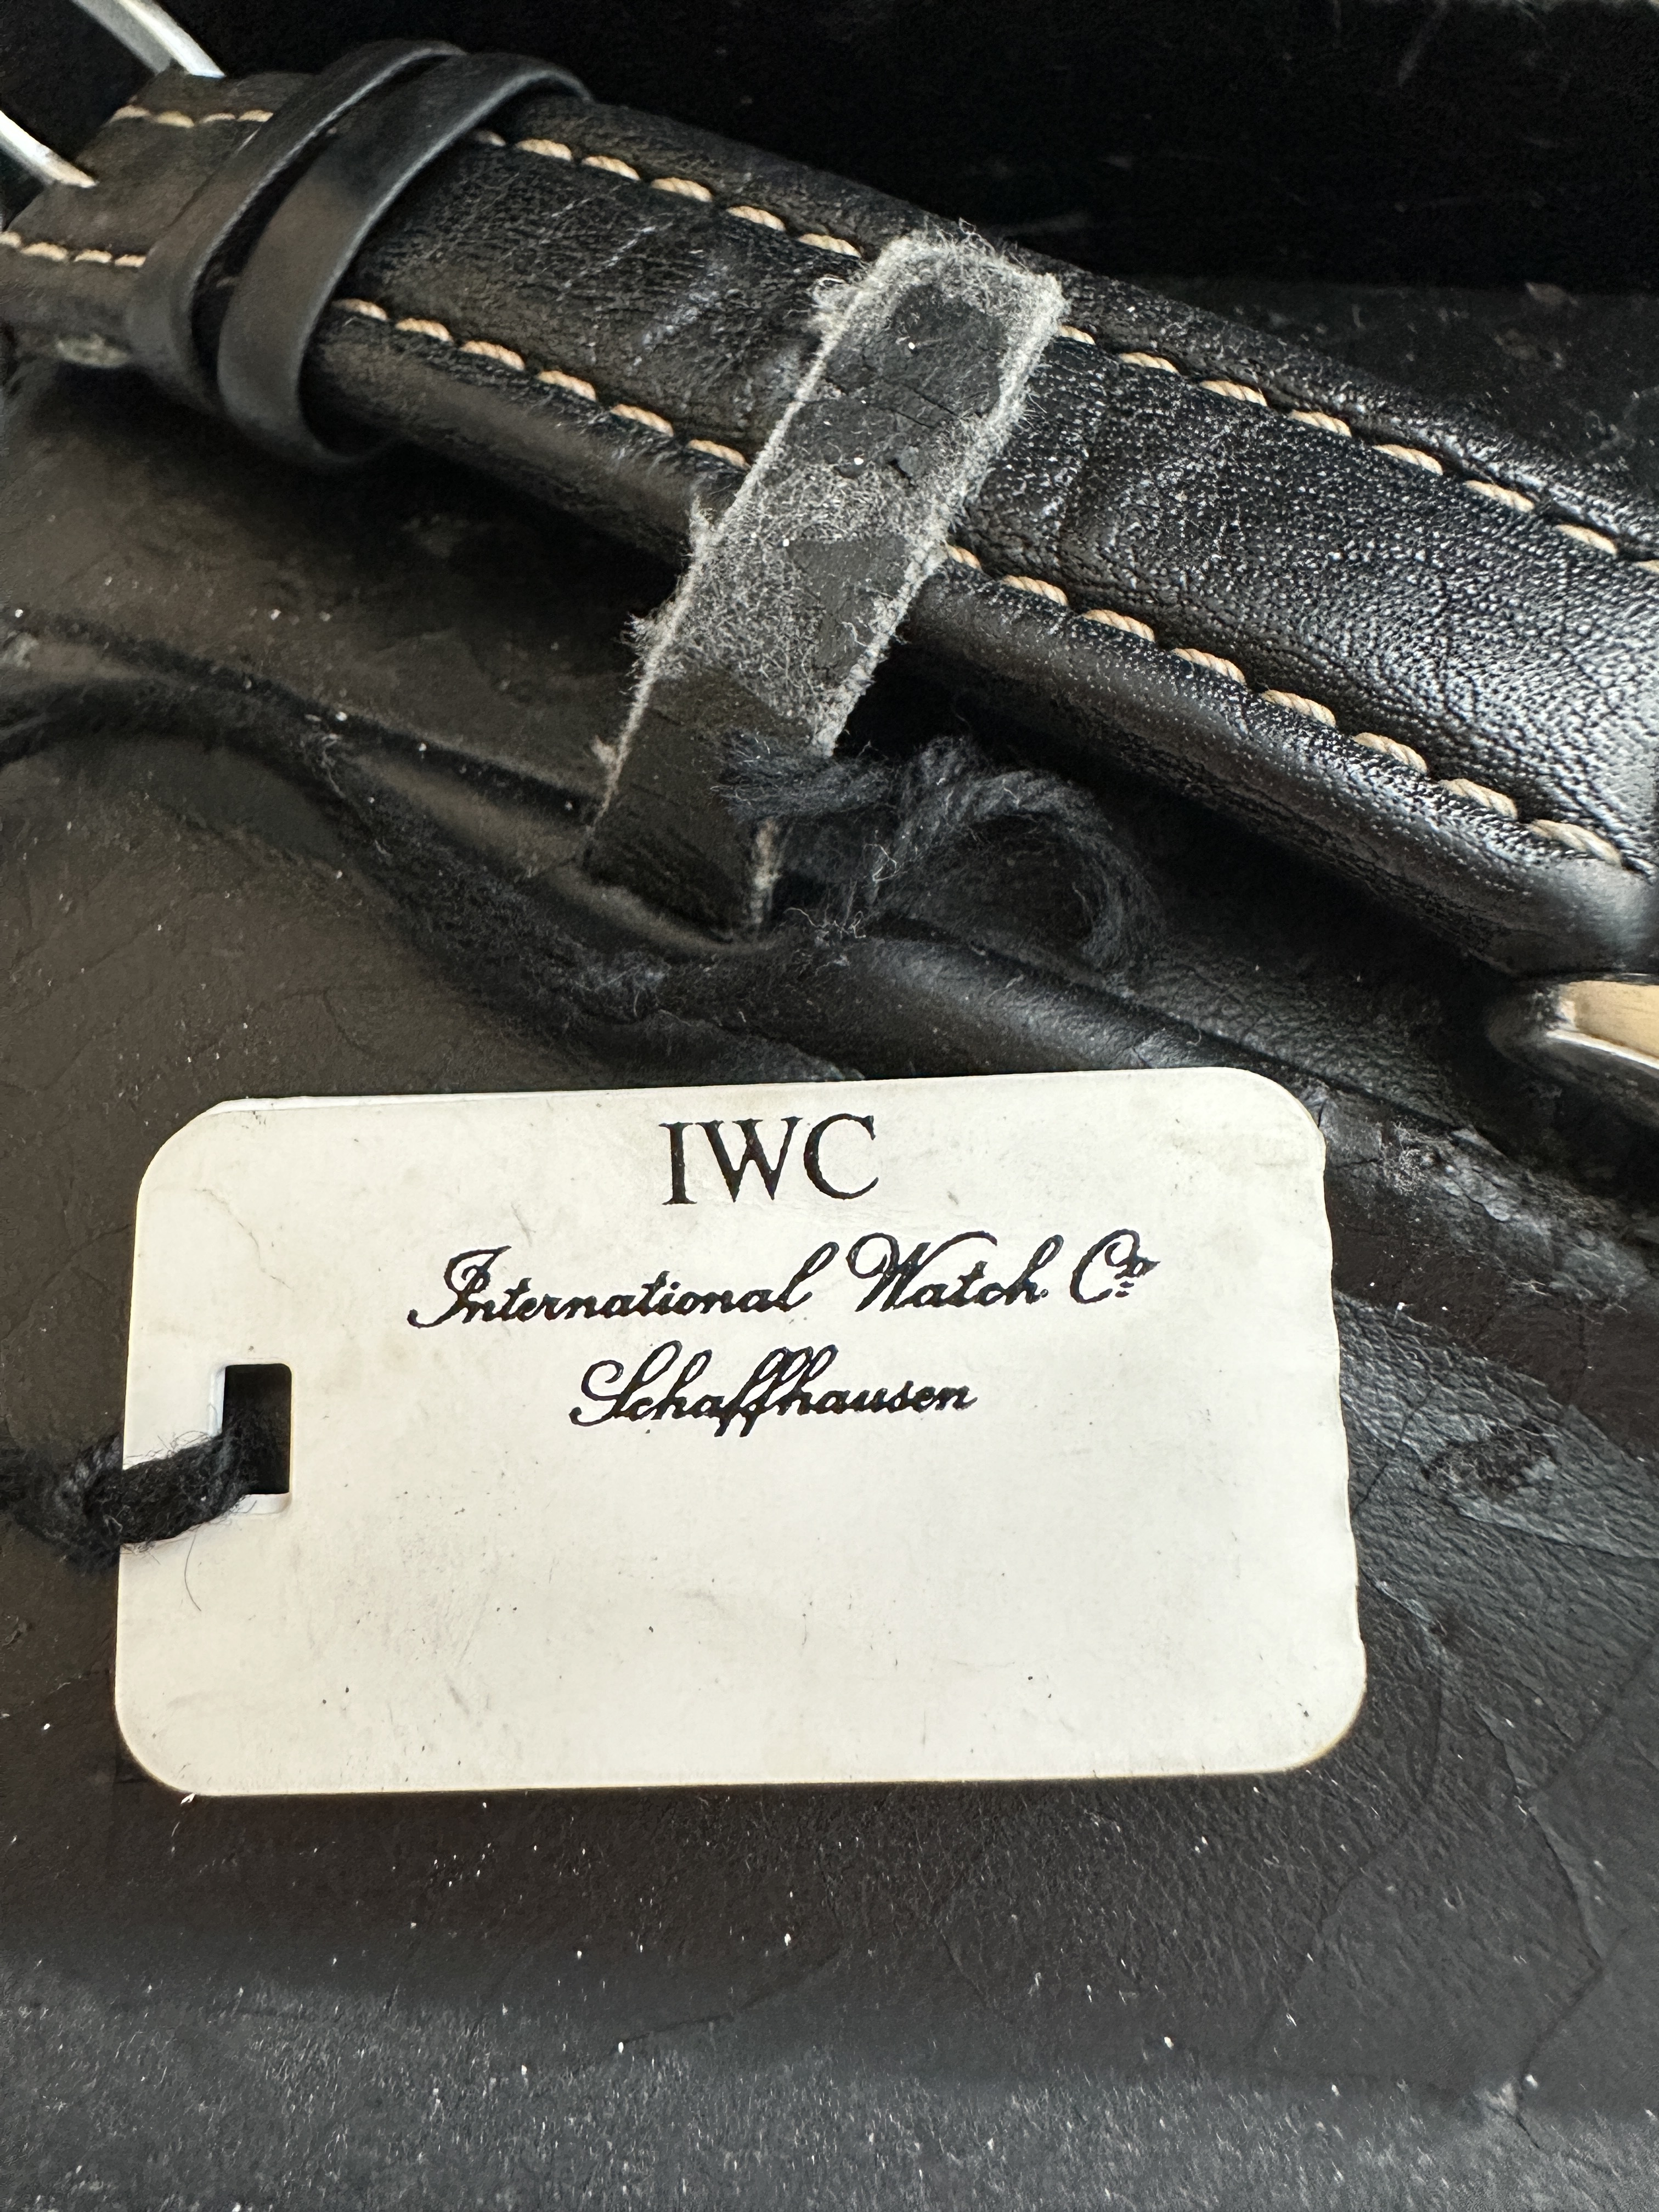 IWC
International Watch Co
Schaffhausen